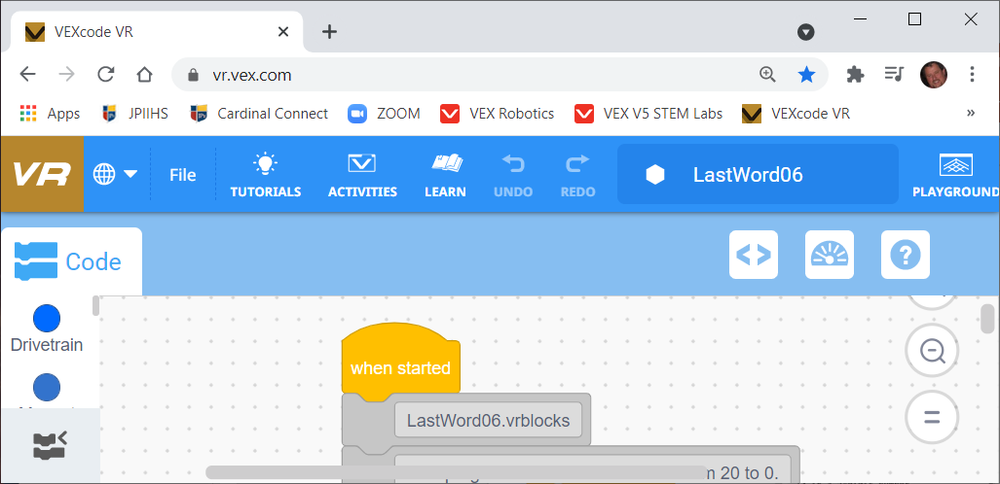 VEXcode VR
vr.vex.com
Apps JPIIHS Cardinal Connect ZOOM VEX Robotics VEX V5 STEM Labs VEXcode VR »
VR File TUTORIALS ACTIVITIES LEARN UNDO REDO LastWord06 PLAYGROUND
Code
Drivetrain
when started
LastWord06.vrblocks
20 to 0.